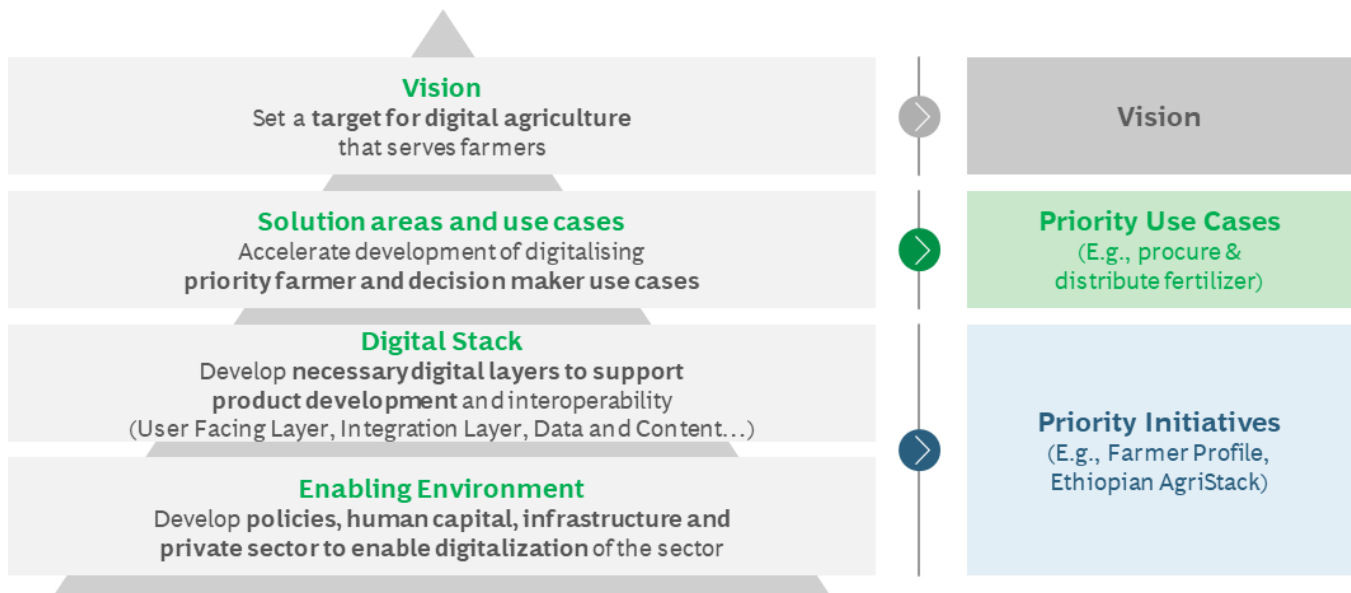 Vision
Set a target for digital agriculture
that serves farmers
Vision
Solution areas and use cases
Accelerate development of digitalising
priority farmer and decision maker use cases
Priority Use Cases
(E.g., procure &
distribute fertilizer)
Digital Stack
Develop necessary digital layers to support
product development and interoperability
(User Facing Layer, Integration Layer, Data and Content...)
Enabling Environment
Develop policies, human capital, infrastructure and
private sector to enable digitalization of the sector
Priority Initiatives
(E.g., Farmer Profile,
Ethiopian AgriStack)